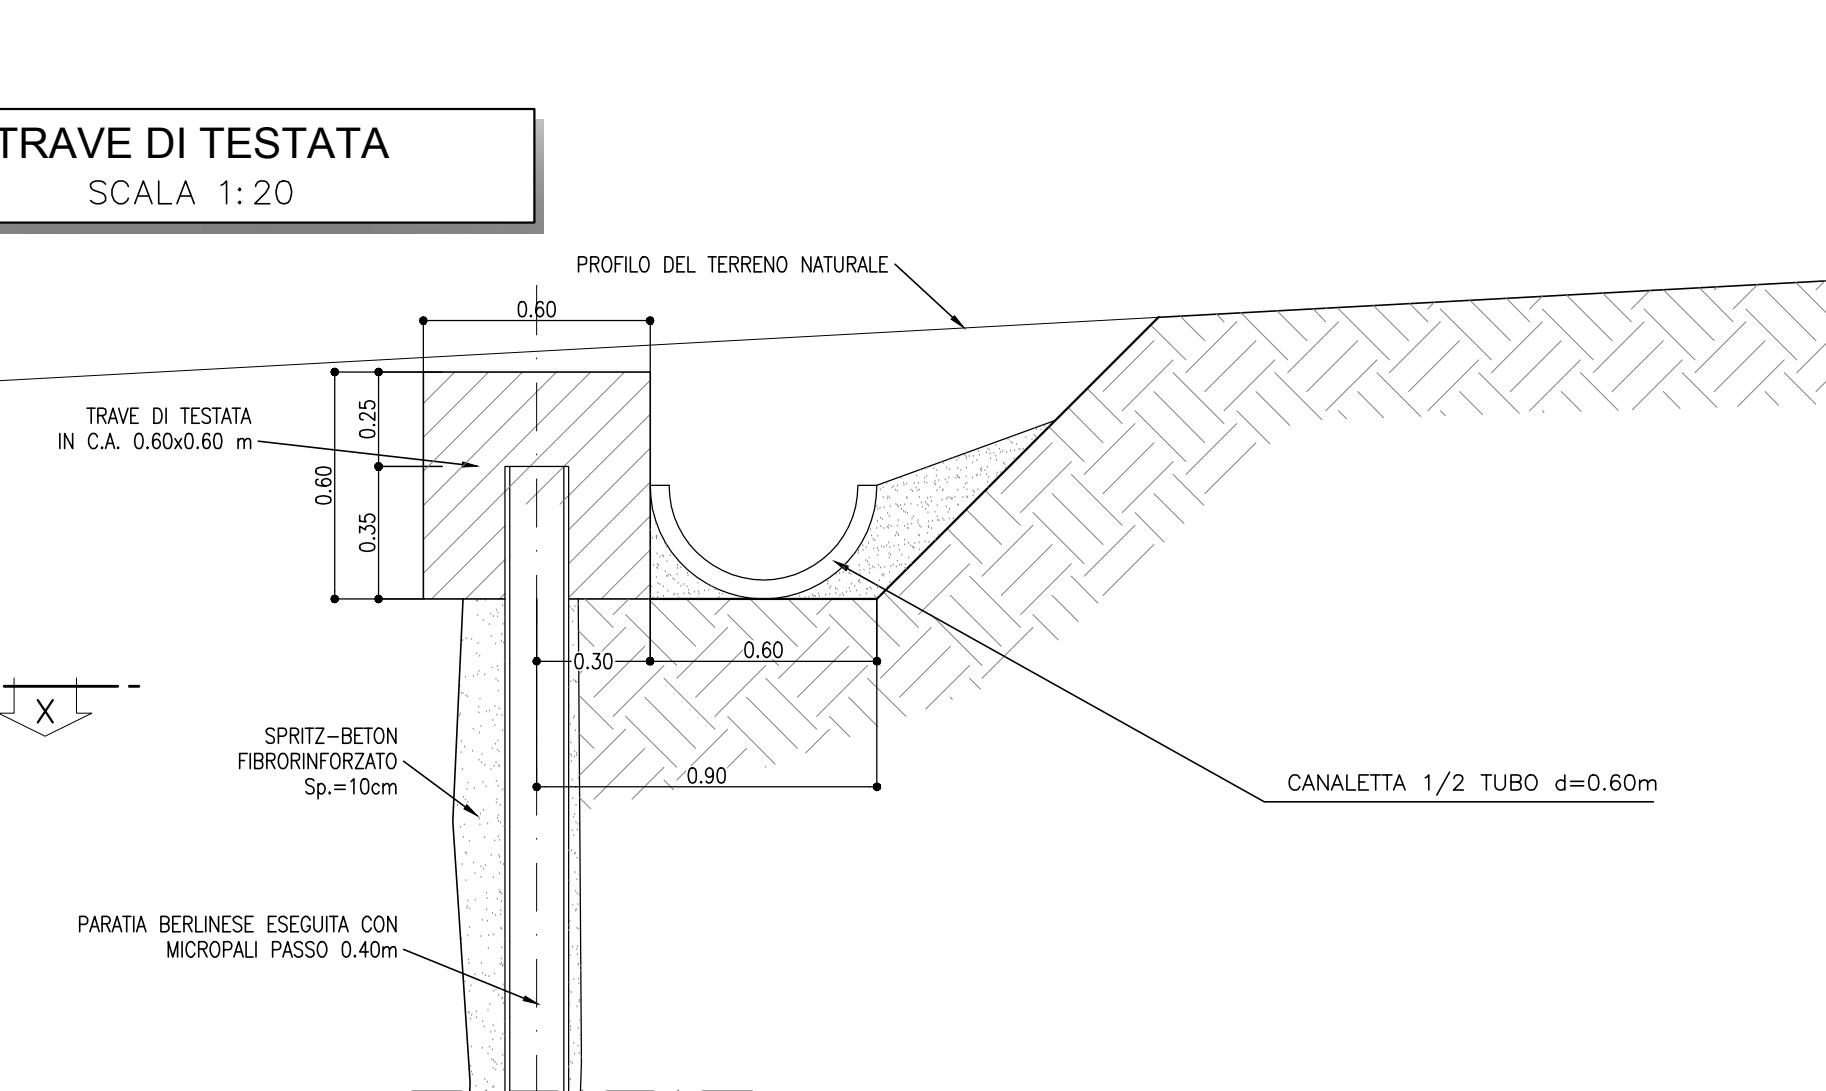 TRAVE DI TESTATA
SCALA 1:20
PROFILO DEL TERRENO NATURALE
0.60
TRAVE DI TESTATA
IN C.A. 0.60x0.60 m
0.25
0.60
0.35
0.30
0.60
X
SPRITZ-BETON
FIBRORINFORZATO
Sp.=10cm
0.90
CANALETTA 1/2 TUBO d=0.60m
PARATIA BERLINESE ESEGUITA CON
MICROPALI PASSO 0.40m